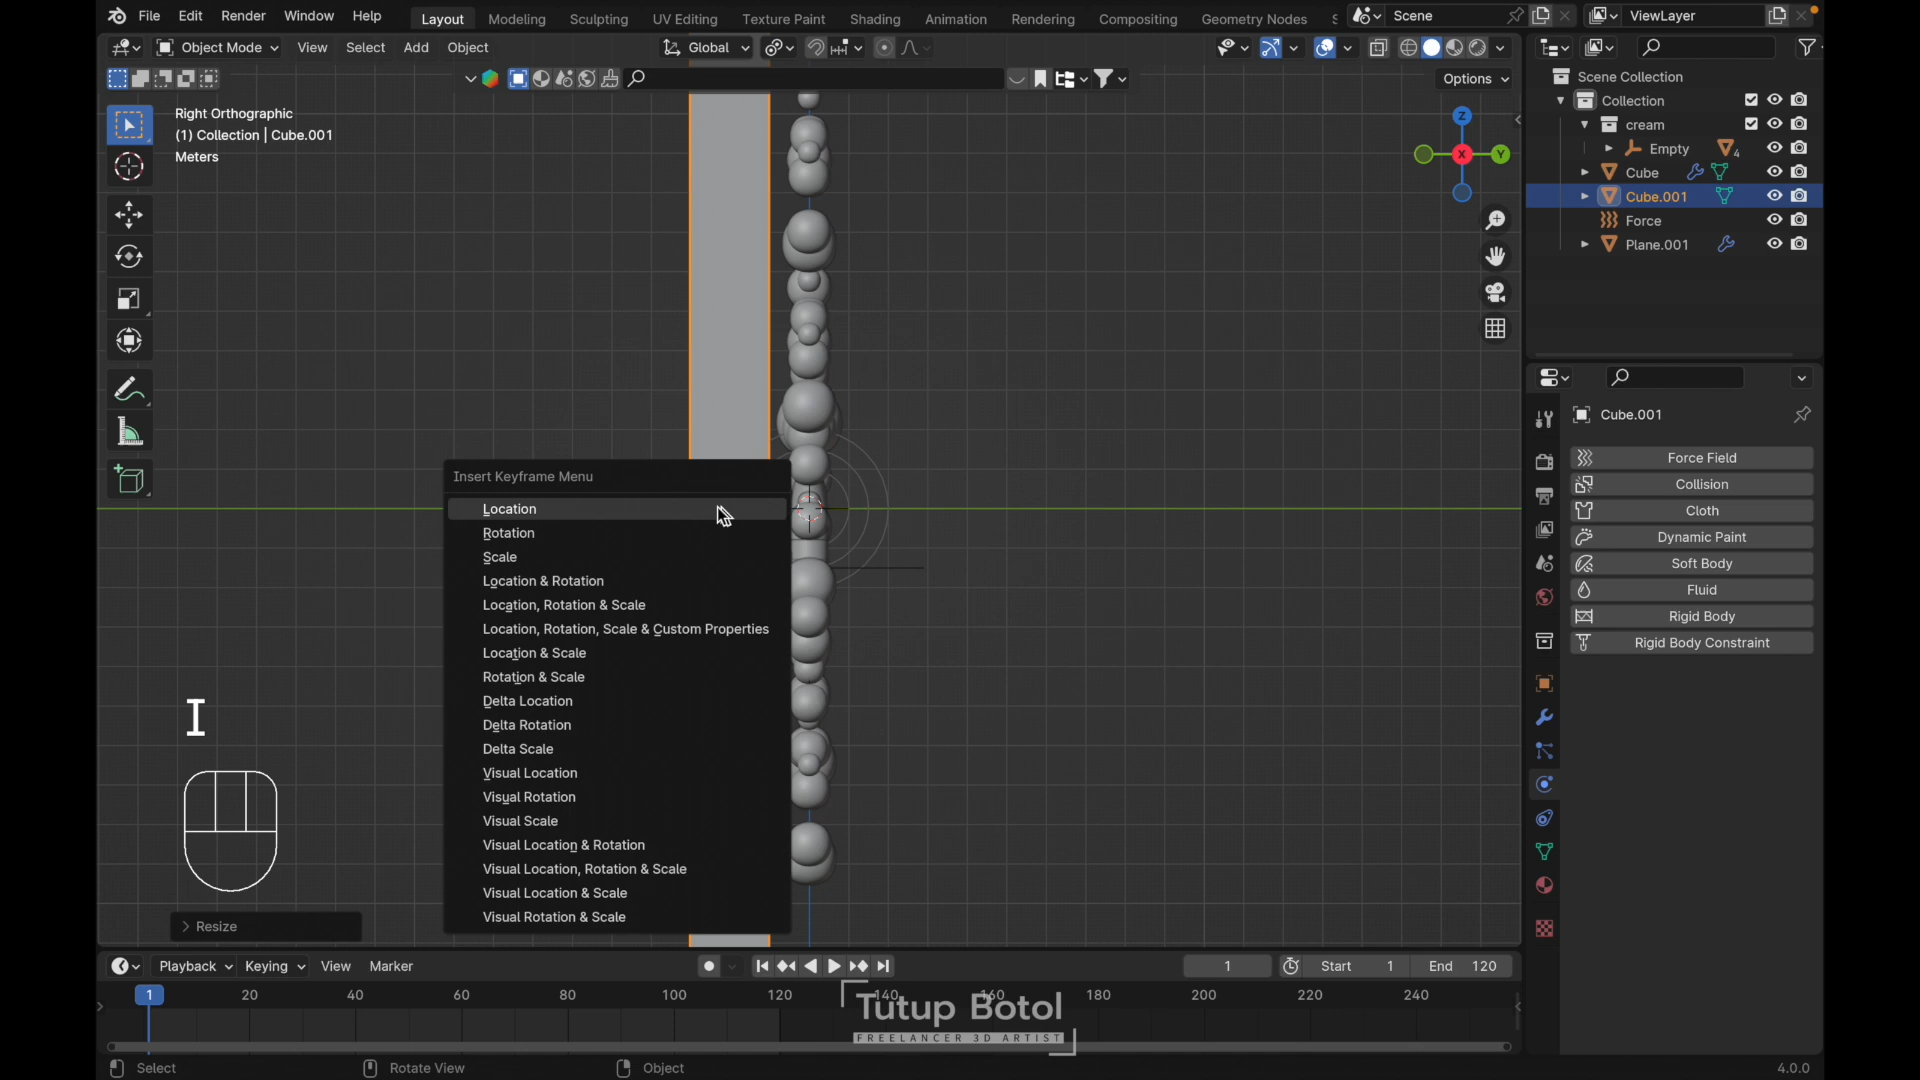 File Edit Render Window Help
Layout Modeling Sculpting UV Editing Texture Paint Shading Animation Rendering Compositing Geometry Nodes
Scene
ViewLayer
Object Mode View Select Add Object
Global
Options
Right Orthographic
(1) Collection | Cube.001
Meters
Z
X
Y
Scene Collection
Collection
cream
Empty 4
Cube
Cube.001
Force
Plane.001
Cube.001
Force Field
Collision
Cloth
Dynamic Paint
Soft Body
Fluid
Rigid Body
Rigid Body Constraint
Insert Keyframe Menu
Location
Rotation
Scale
Location & Rotation
Location, Rotation & Scale
Location, Rotation, Scale & Custom Properties
Location & Scale
Rotation & Scale
Delta Location
Delta Rotation
Delta Scale
Visual Location
Visual Rotation
Visual Scale
Visual Location & Rotation
Visual Location, Rotation & Scale
Visual Location & Scale
Visual Rotation & Scale
I
Resize
Playback Keying View Marker
1
Start 1
End 120
1 20 40 60 80 100 120 140 160 180 200 220 240
Tutup Botol
FREELANCER 3D ARTIST
Select
Rotate View
Object
4.0.0